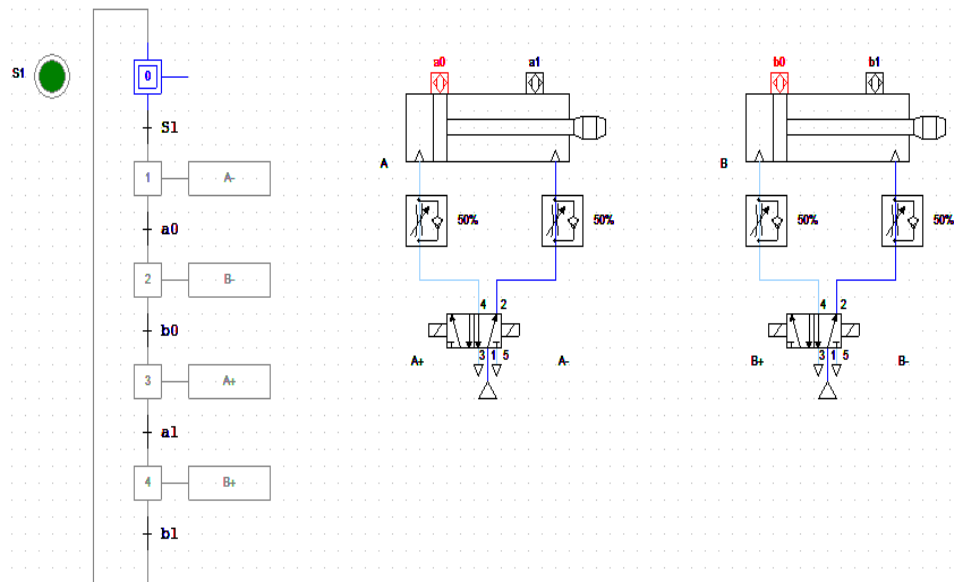 S1
0
S1
1 A-
a0
2 B-
b0
3 A+
a1
4 B+
b1
a0 a1
A
50% 50%
4 2
3 1 5
A+ A-
b0 b1
B
50% 50%
4 2
3 1 5
B+ B-